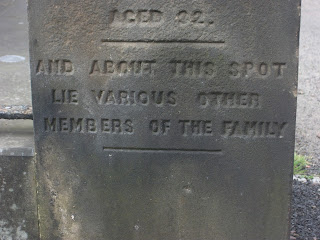 AGED 32.
AND ABOUT THIS SPOT
LIE VARIOUS OTHER
MEMBERS OF THE FAMILY